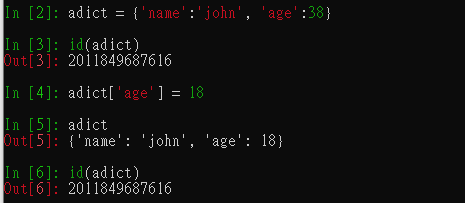 In [2]: adict = {'name':'john', 'age':38}
In [3]: id(adict)
Out[3]: 2011849687616
In [4]: adict['age'] = 18
In [5]: adict
Out[5]: {'name': 'john', 'age': 18}
In [6]: id(adict)
Out[6]: 2011849687616